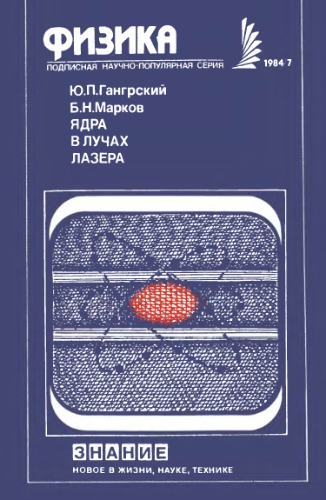 ФИЗИКА
ПОДПИСНАЯ НАУЧНО-ПОПУЛЯРНАЯ СЕРИЯ
1984/7
Ю.П.Гангрский
Б.Н.Марков
ЯДРА
В ЛУЧАХ
ЛАЗЕРА
ЗНАНИЕ
НОВОЕ В ЖИЗНИ, НАУКЕ, ТЕХНИКЕ